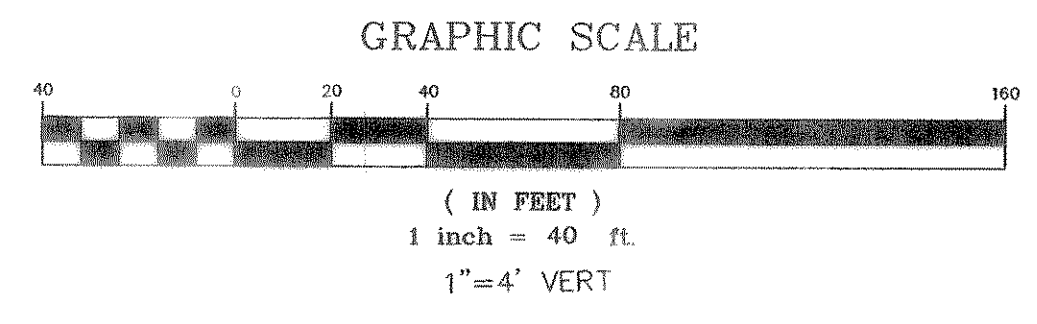 GRAPHIC SCALE
40 0 20 40 80 160
( IN FEET )
1 inch = 40 ft.
1"=4' VERT